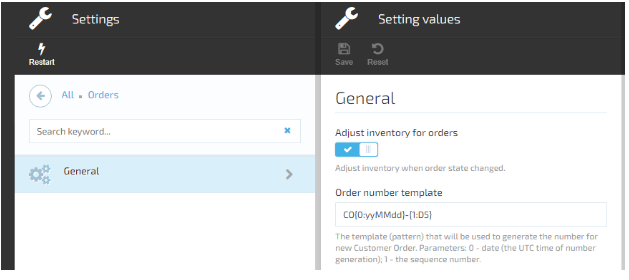 Settings
Restart
All ▪ Orders
Search keyword...
General
Setting values
Save Reset
General
Adjust inventory for orders
Adjust inventory when order state changed.
Order number template
CO{0:yyMMdd}-{1:D5}
The template (pattern) that will be used to generate the number for
new Customer Order. Parameters: 0 - date (the UTC time of number
generation); 1 - the sequence number.